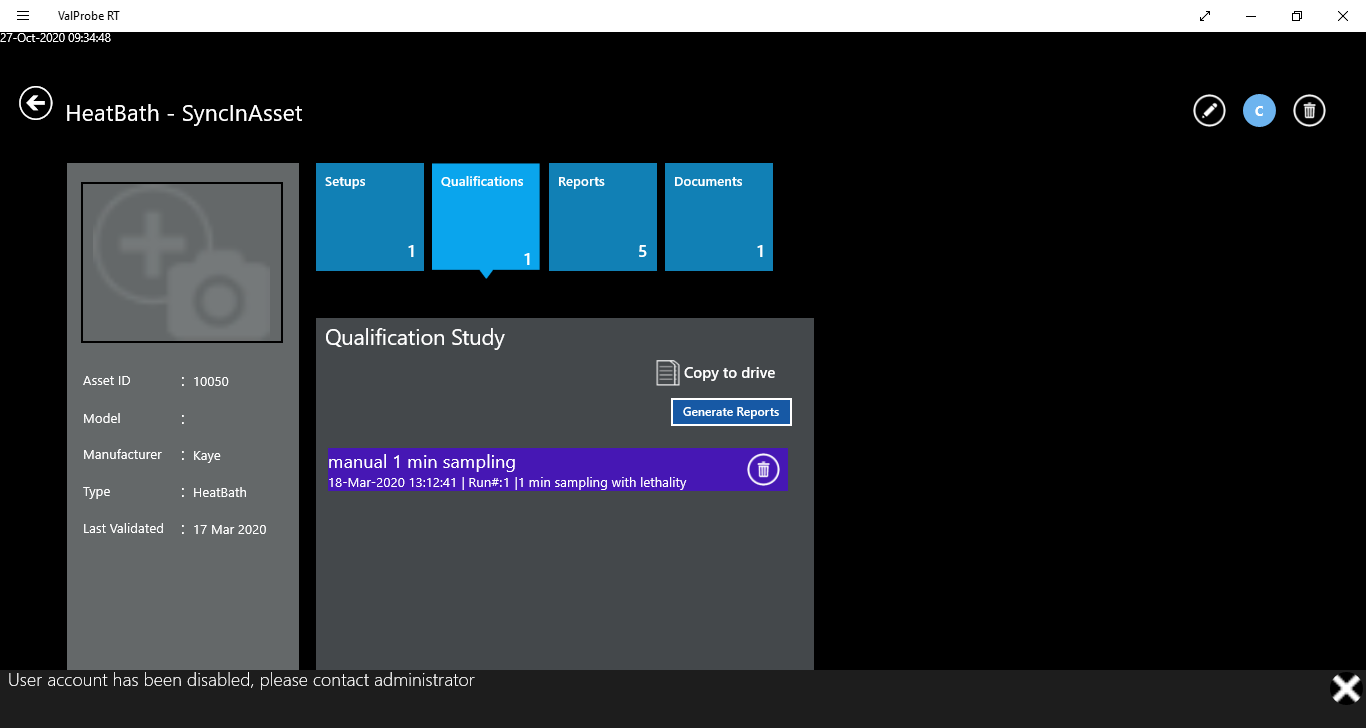 ValProbe RT
27-Oct-2020 09:34:48
HeatBath - SyncInAsset
C
Setups
1
Qualifications
1
Reports
5
Documents
1
Asset ID : 10050
Model :
Manufacturer : Kaye
Type : HeatBath
Last Validated : 17 Mar 2020
Qualification Study
Copy to drive
Generate Reports
manual 1 min sampling
18-Mar-2020 13:12:41 | Run#:1 |1 min sampling with lethality
User account has been disabled, please contact administrator